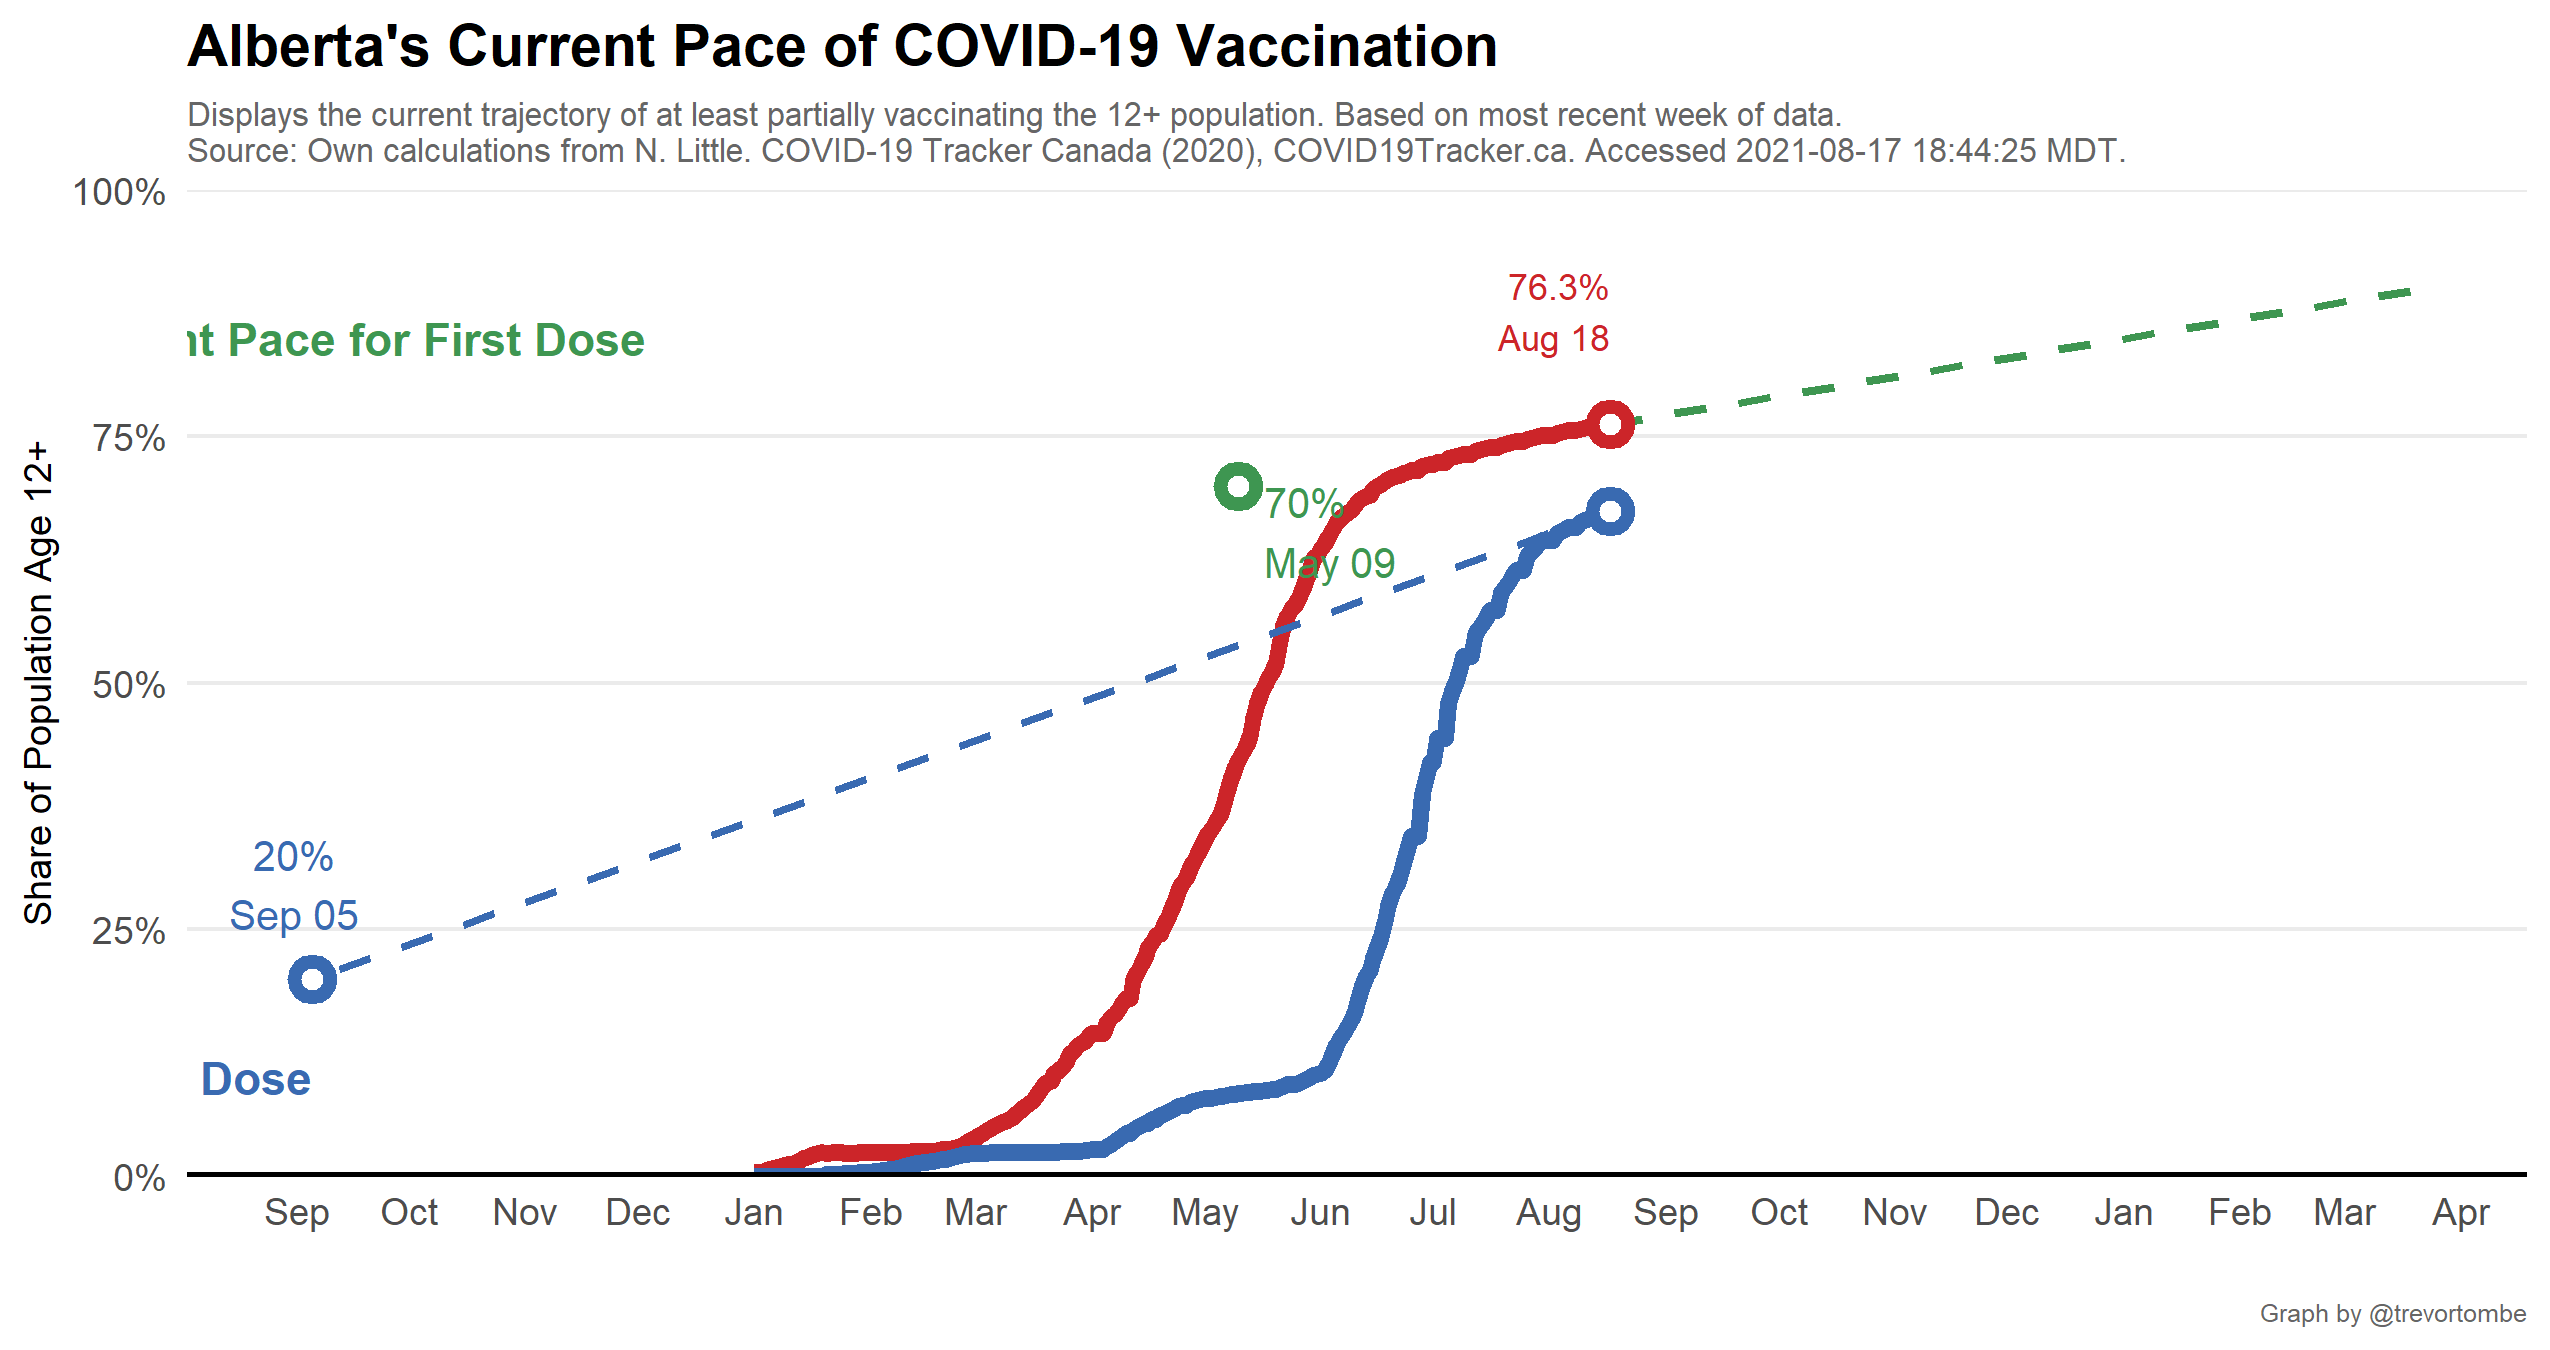 Alberta's Current Pace of COVID-19 Vaccination
Displays the current trajectory of at least partially vaccinating the 12+ population. Based on most recent week of data.
Source: Own calculations from N. Little. COVID-19 Tracker Canada (2020), COVID19Tracker.ca. Accessed 2021-08-17 18:44:25 MDT.
100%
76.3%
Aug 18
nt Pace for First Dose
75%
70%
May 09
50%
20%
Sep 05
25%
Dose
0%
Share of Population Age 12+
Sep Oct Nov Dec Jan Feb Mar Apr May Jun Jul Aug Sep Oct Nov Dec Jan Feb Mar Apr
Graph by @trevortombe